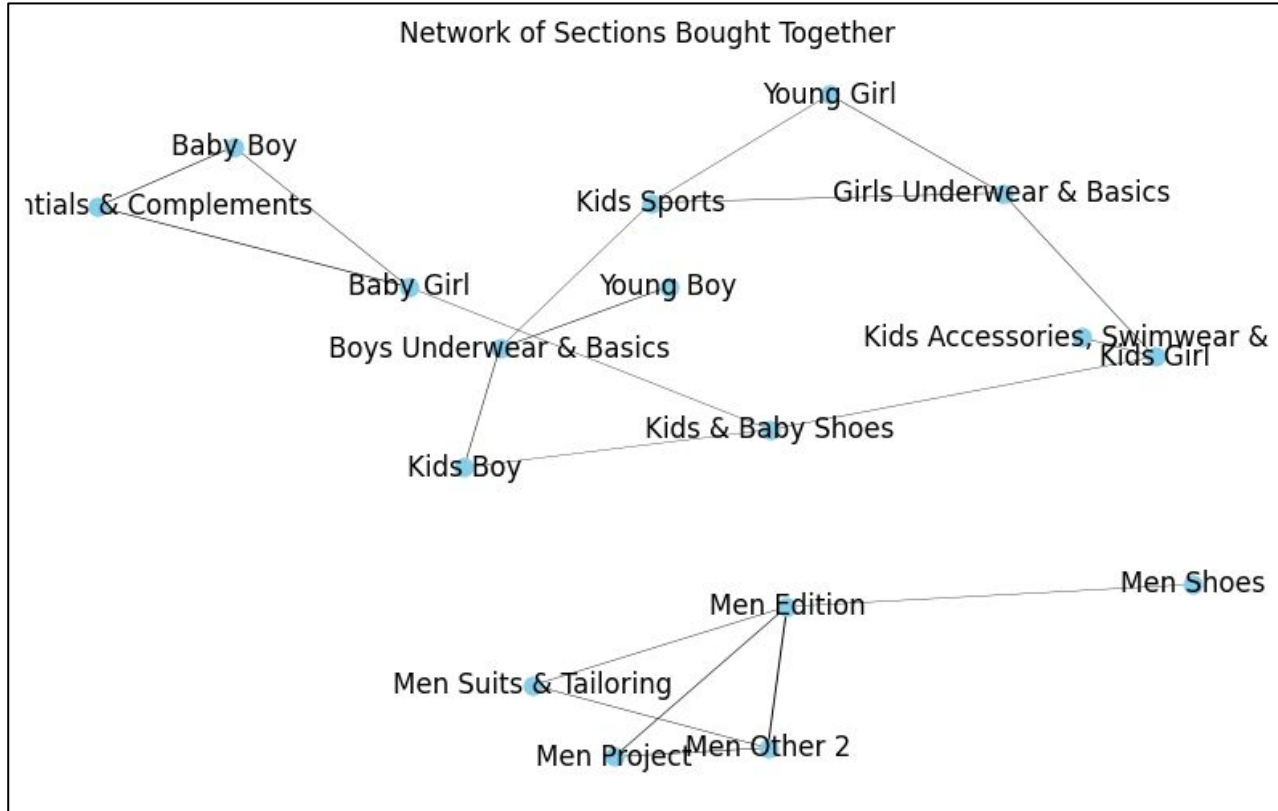 Network of Sections Bought Together
Young Girl
Baby Boy
Girls Underwear & Basics
Kids Sports
& Complements
Baby Girl
Young Boy
Kids Accessories, Swimwear &
Boys Underwear & Basics
Kids Girl
Kids & Baby Shoes
Kids Boy
Men Shoes
Men Edition
Men Suits & Tailoring
Men Other 2
Men Project